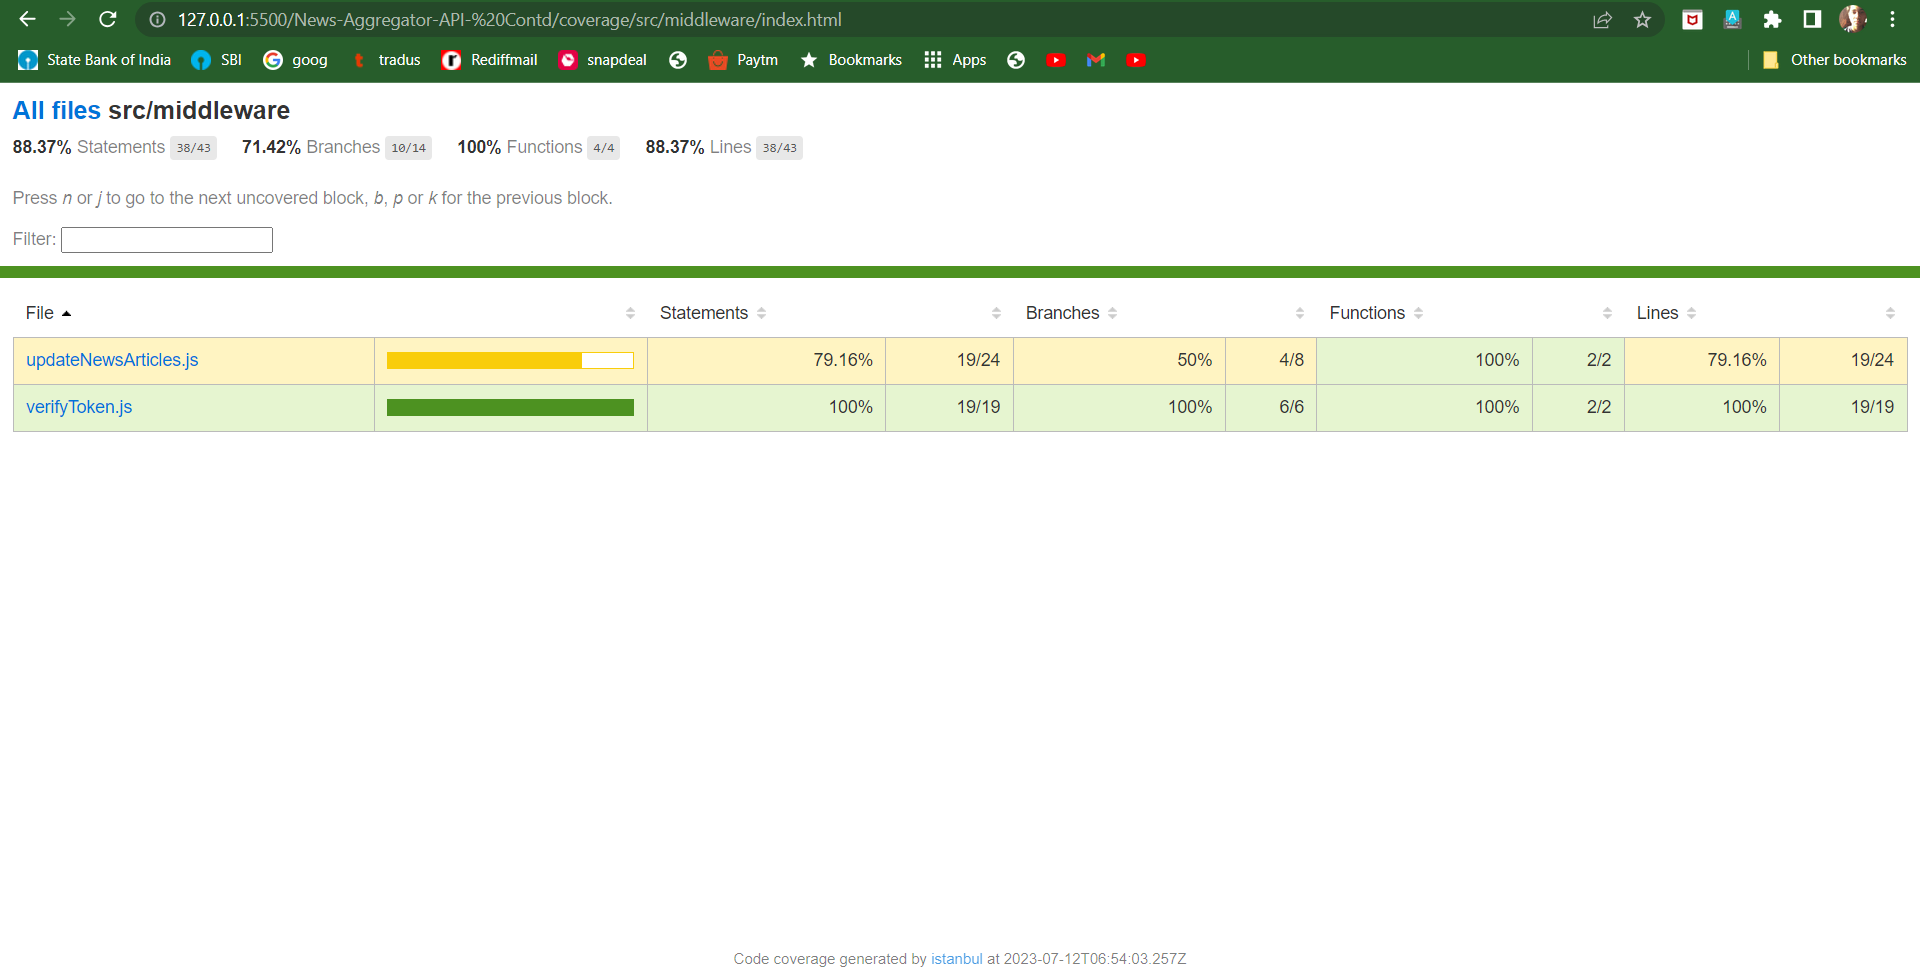 127.0.0.1:5500/News-Aggregator-API-%20Contd/coverage/src/middleware/index.html
State Bank of India SBI goog tradus Rediffmail snapdeal Paytm Bookmarks Apps Other bookmarks
All files src/middleware
88.37% Statements 38/43 71.42% Branches 10/14 100% Functions 4/4 88.37% Lines 38/43
Press n or j to go to the next uncovered block, b, p or k for the previous block.
Filter:
File Statements Branches Functions Lines
updateNewsArticles.js 79.16% 19/24 50% 4/8 100% 2/2 79.16% 19/24
verifyToken.js 100% 19/19 100% 6/6 100% 2/2 100% 19/19
Code coverage generated by istanbul at 2023-07-12T06:54:03.257Z